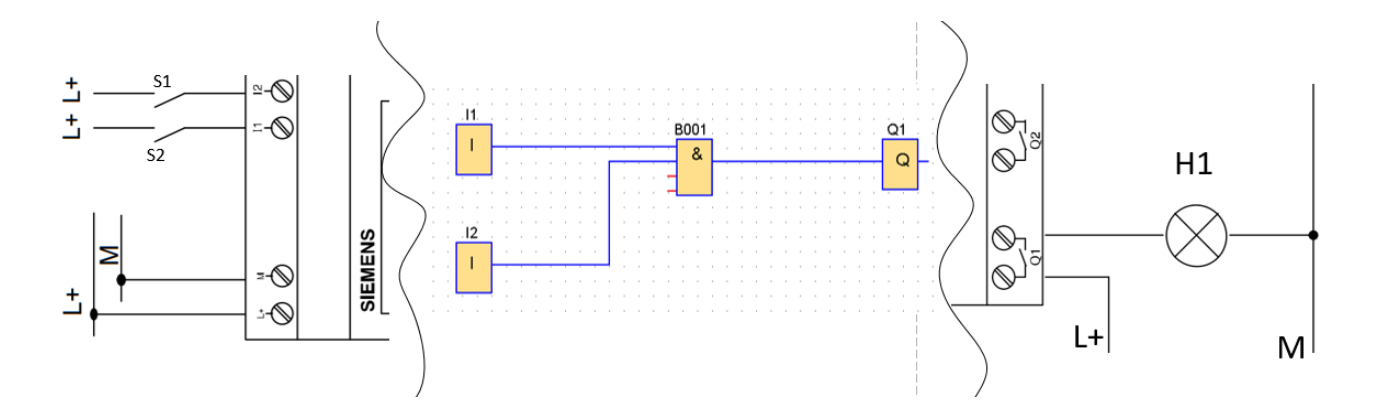 L+
S1
I2
L+
S2
I1
M
M
L+
L+
SIEMENS
I1
I
I2
I
B001
&
Q1
Q
Q2
Q1
L+
H1
M